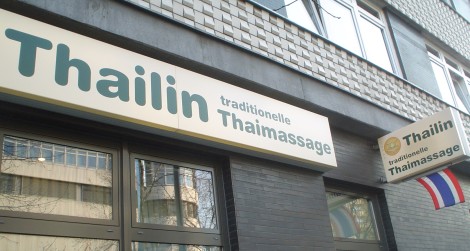 Thailin
traditionelle
Thaimassage
Thailin
traditionelle
Thaimassage